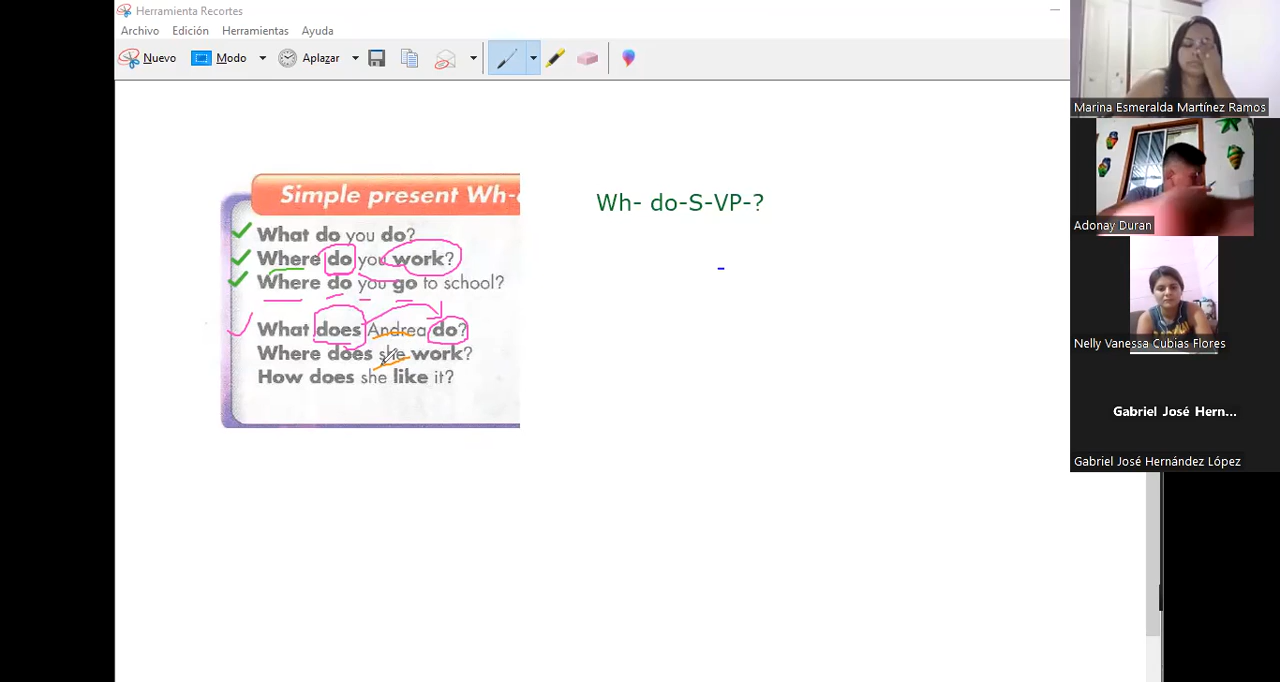 Herramienta Recortes
Archivo Edición Herramientas Ayuda
Nuevo Modo Aplazar
Simple present Wh-
What do you do?
Where do you work?
Where do you go to school?
What does Andrea do?
Where does she work?
How does she like it?
Wh- do-S-VP-?
-
Marina Esmeralda Martínez Ramos
Adonay Duran
Nelly Vanessa Cubias Flores
Gabriel José Hern...
Gabriel José Hernández López